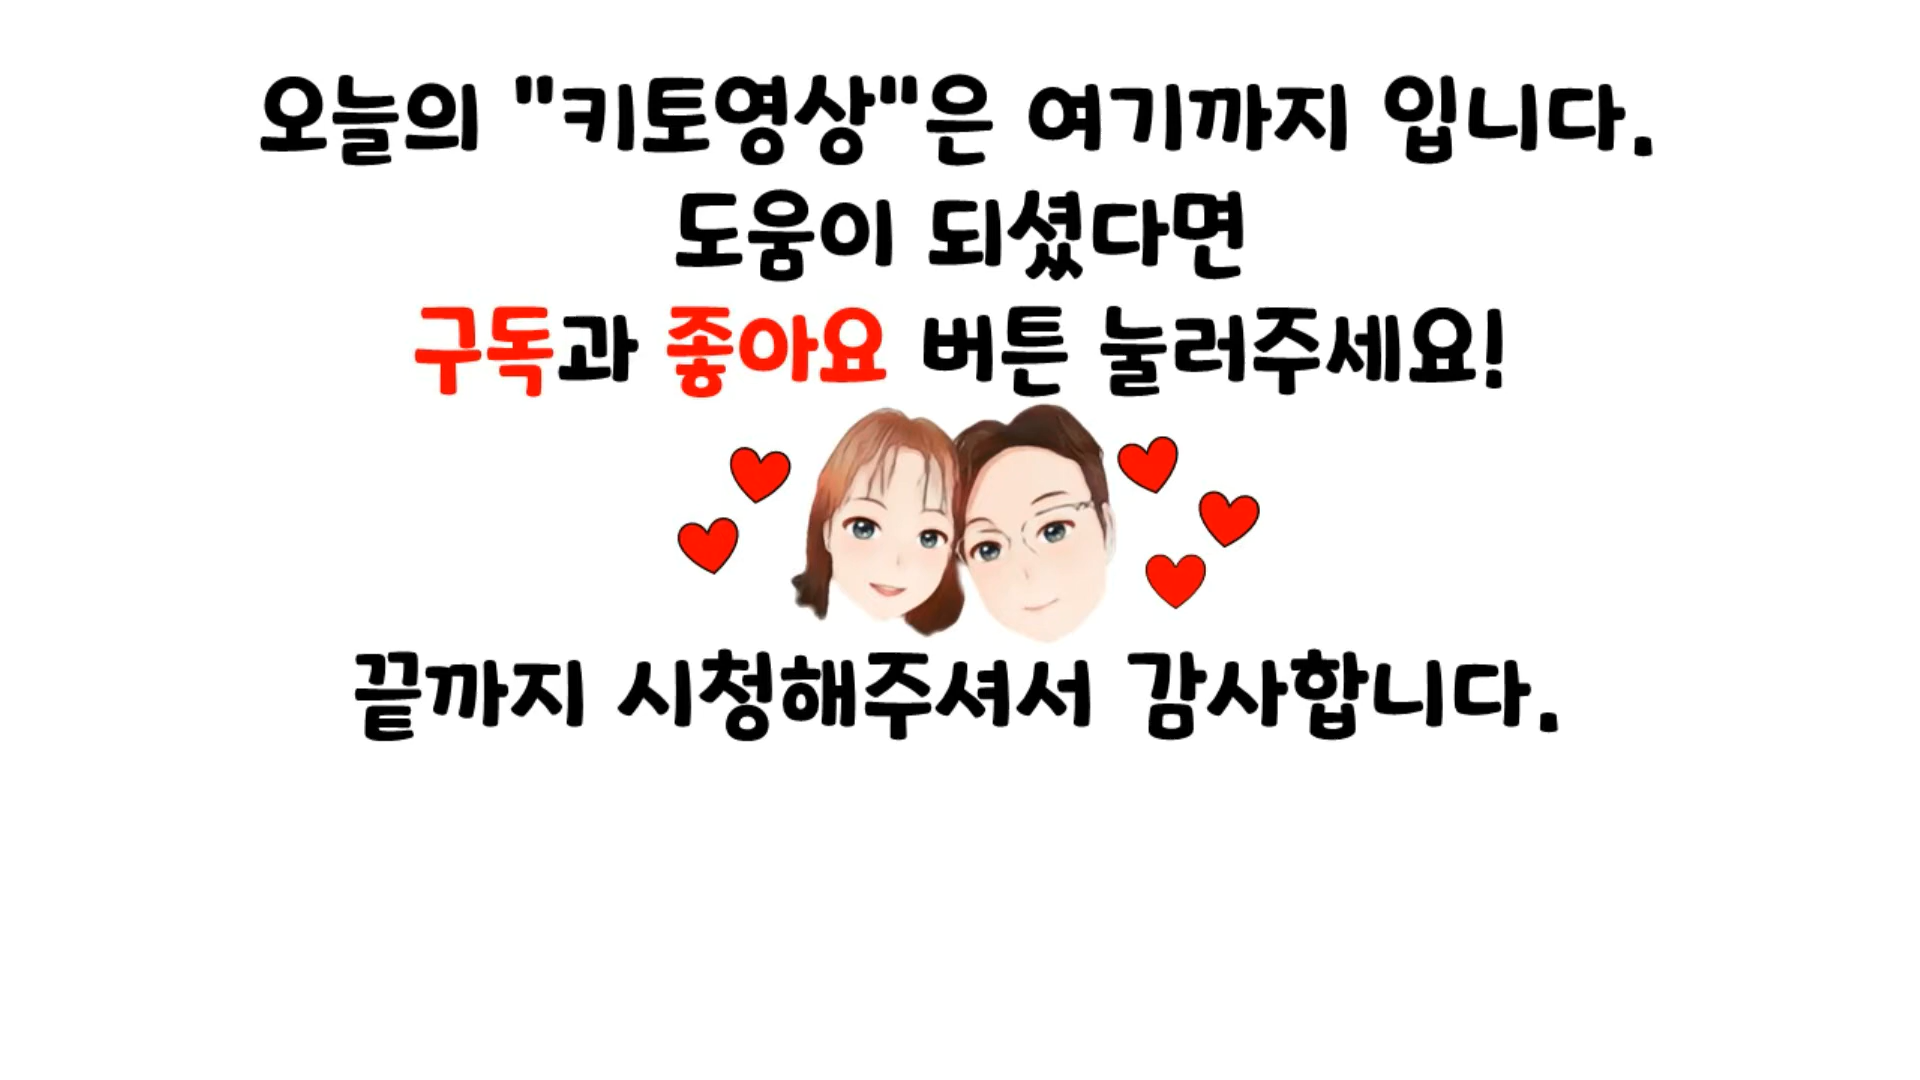 오늘의 "키토영상"은 여기까지 입니다.
도움이 되셨다면
구독과 좋아요 버튼 눌러주세요!
끝까지 시청해주셔서 감사합니다.